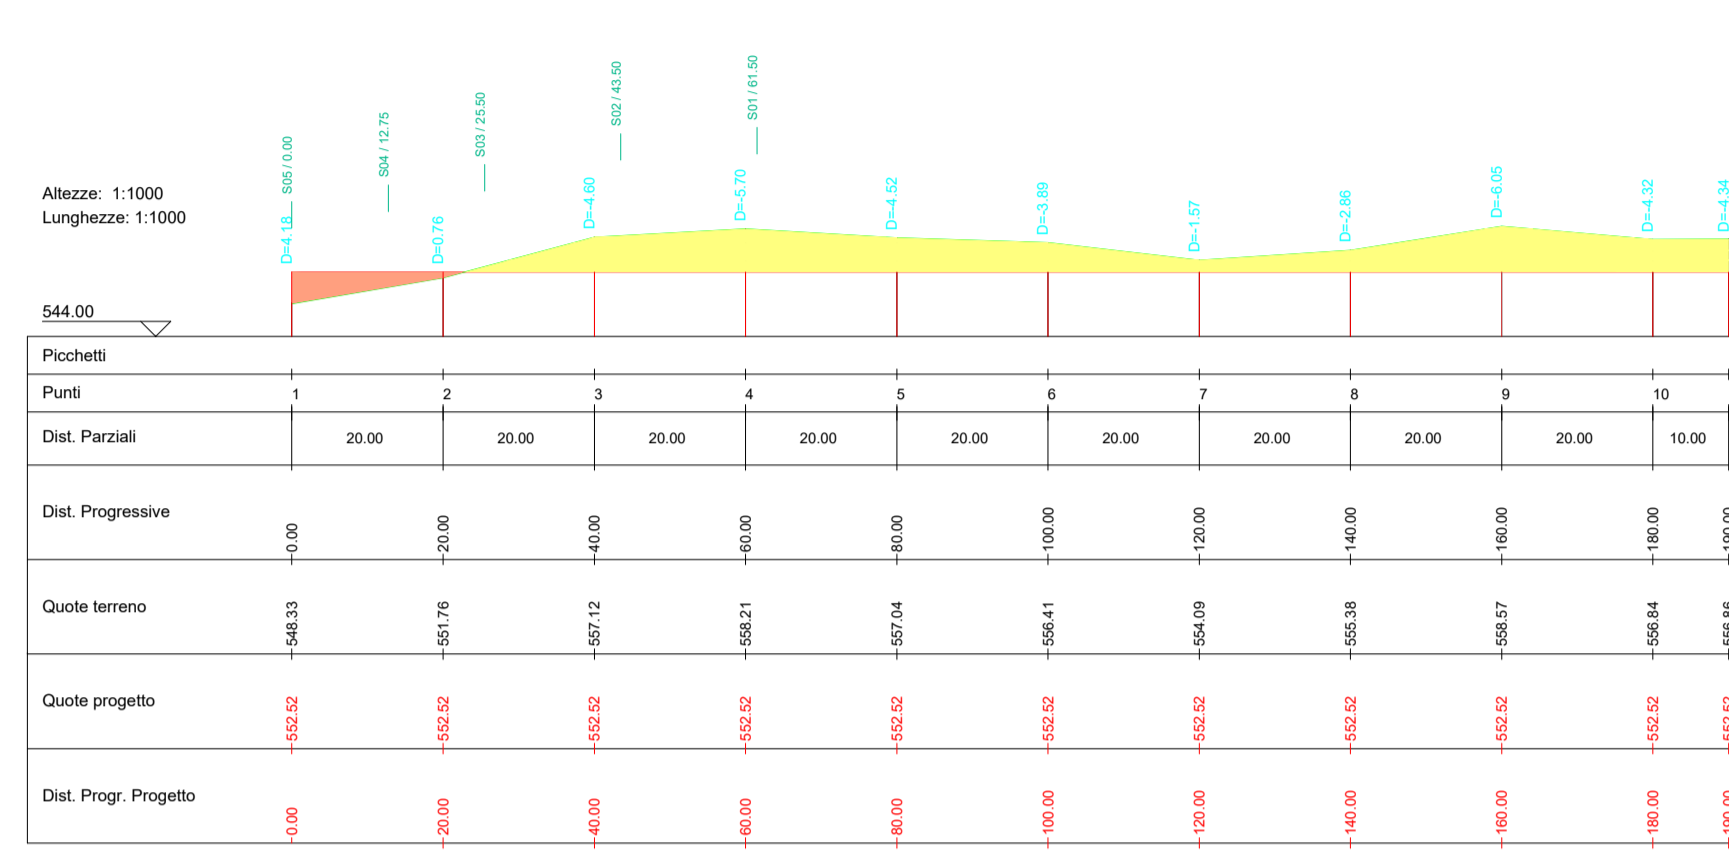 S05 / 0.00
S04 / 12.75
S03 / 25.50
S02 / 43.50
S01 / 61.50
Altezze: 1:1000
Lunghezze: 1:1000
D=4.18
D=0.76
D=-4.60
D=-5.70
D=-4.52
D=-3.89
D=-1.57
D=-2.86
D=-6.05
D=-4.32
D=-4.34
544.00
Picchetti
Punti 1 2 3 4 5 6 7 8 9 10
Dist. Parziali 20.00 20.00 20.00 20.00 20.00 20.00 20.00 20.00 20.00 10.00
Dist. Progressive 0.00 20.00 40.00 60.00 80.00 100.00 120.00 140.00 160.00 180.00 190.00
Quote terreno 548.33 551.76 557.12 558.21 557.04 556.41 554.09 555.38 558.57 556.84 556.86
Quote progetto 552.52 552.52 552.52 552.52 552.52 552.52 552.52 552.52 552.52 552.52 552.52
Dist. Progr. Progetto 0.00 20.00 40.00 60.00 80.00 100.00 120.00 140.00 160.00 180.00 190.00